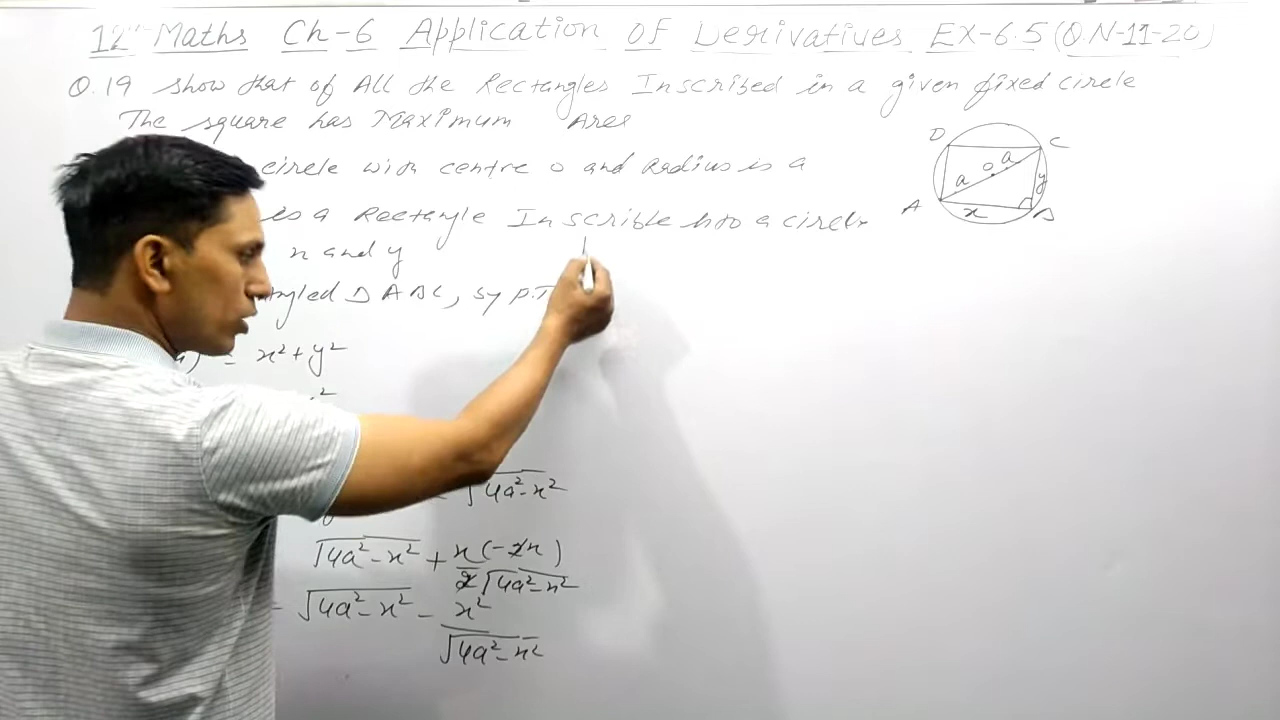 12th Maths Ch-6 Application OF Derivatives EX-6.5 (Q.N-11-20)
Q.19 show that of All the Rectangles Inscribed in a given fixed circle
The square has Maximum Area
circle with centre O and Radius is a
is a Rectangle Inscrible Into a circle
x and y
ngled Δ ABC, By P.T
) = x²+y²
²
√4a²-x²
√4a²-x² + x(-2x)
2√4a²-x²
- √4a²-x² - x²
√4a²-x²
D C
O a
a y
A x B